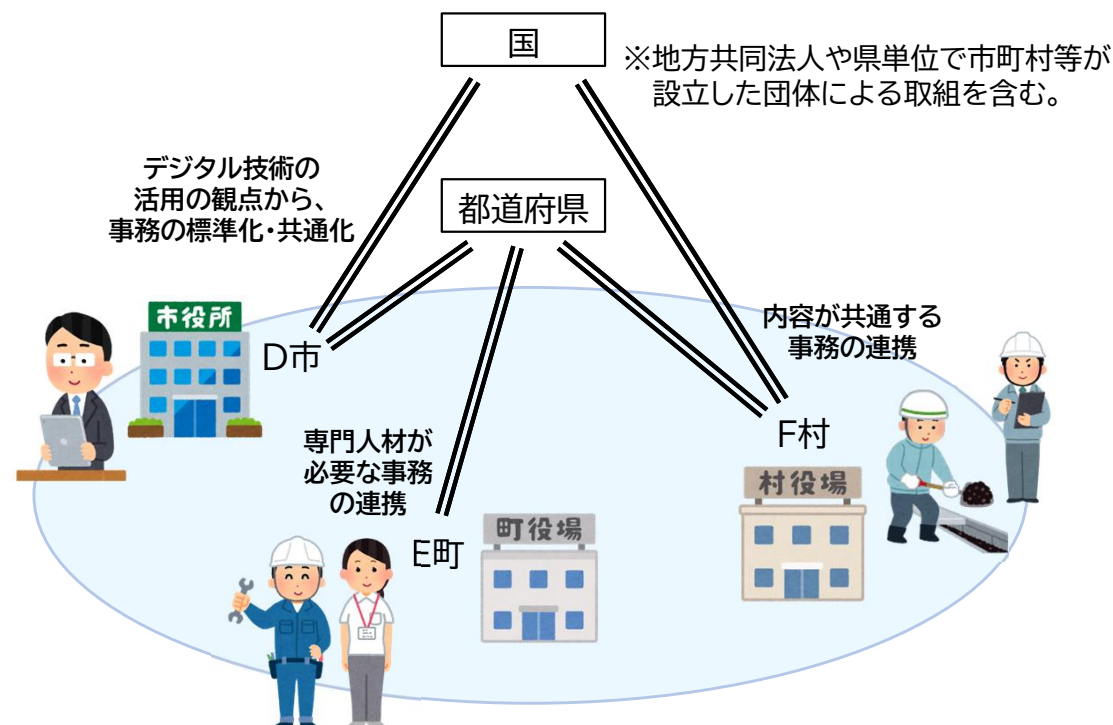 国
※地方共同法人や県単位で市町村等が
設立した団体による取組を含む。
デジタル技術の
活用の観点から、
事務の標準化・共通化
都道府県
市役所
D市
内容が共通する
事務の連携
F村
専門人材が
必要な事務
の連携
村役場
町役場
E町